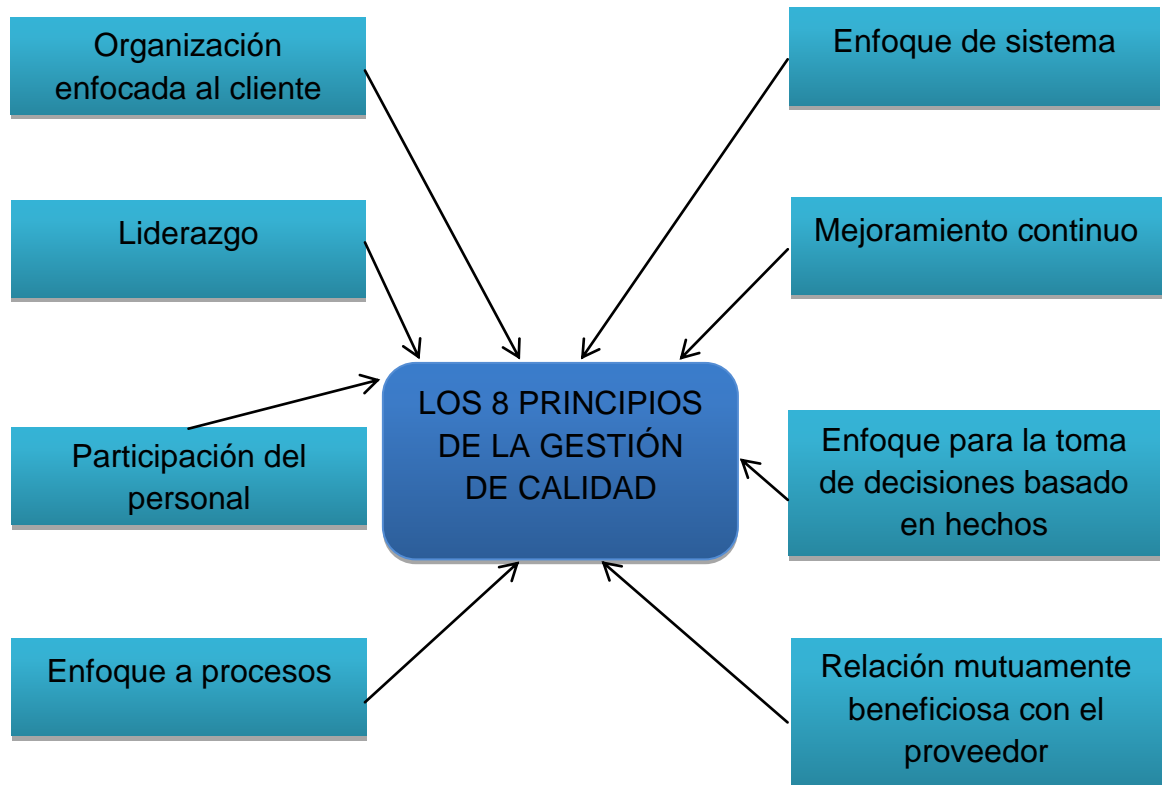 Organización
enfocada al cliente
Liderazgo
Participación del
personal
Enfoque a procesos
LOS 8 PRINCIPIOS
DE LA GESTIÓN
DE CALIDAD
Enfoque de sistema
Mejoramiento continuo
Enfoque para la toma
de decisiones basado
en hechos
Relación mutuamente
beneficiosa con el
proveedor